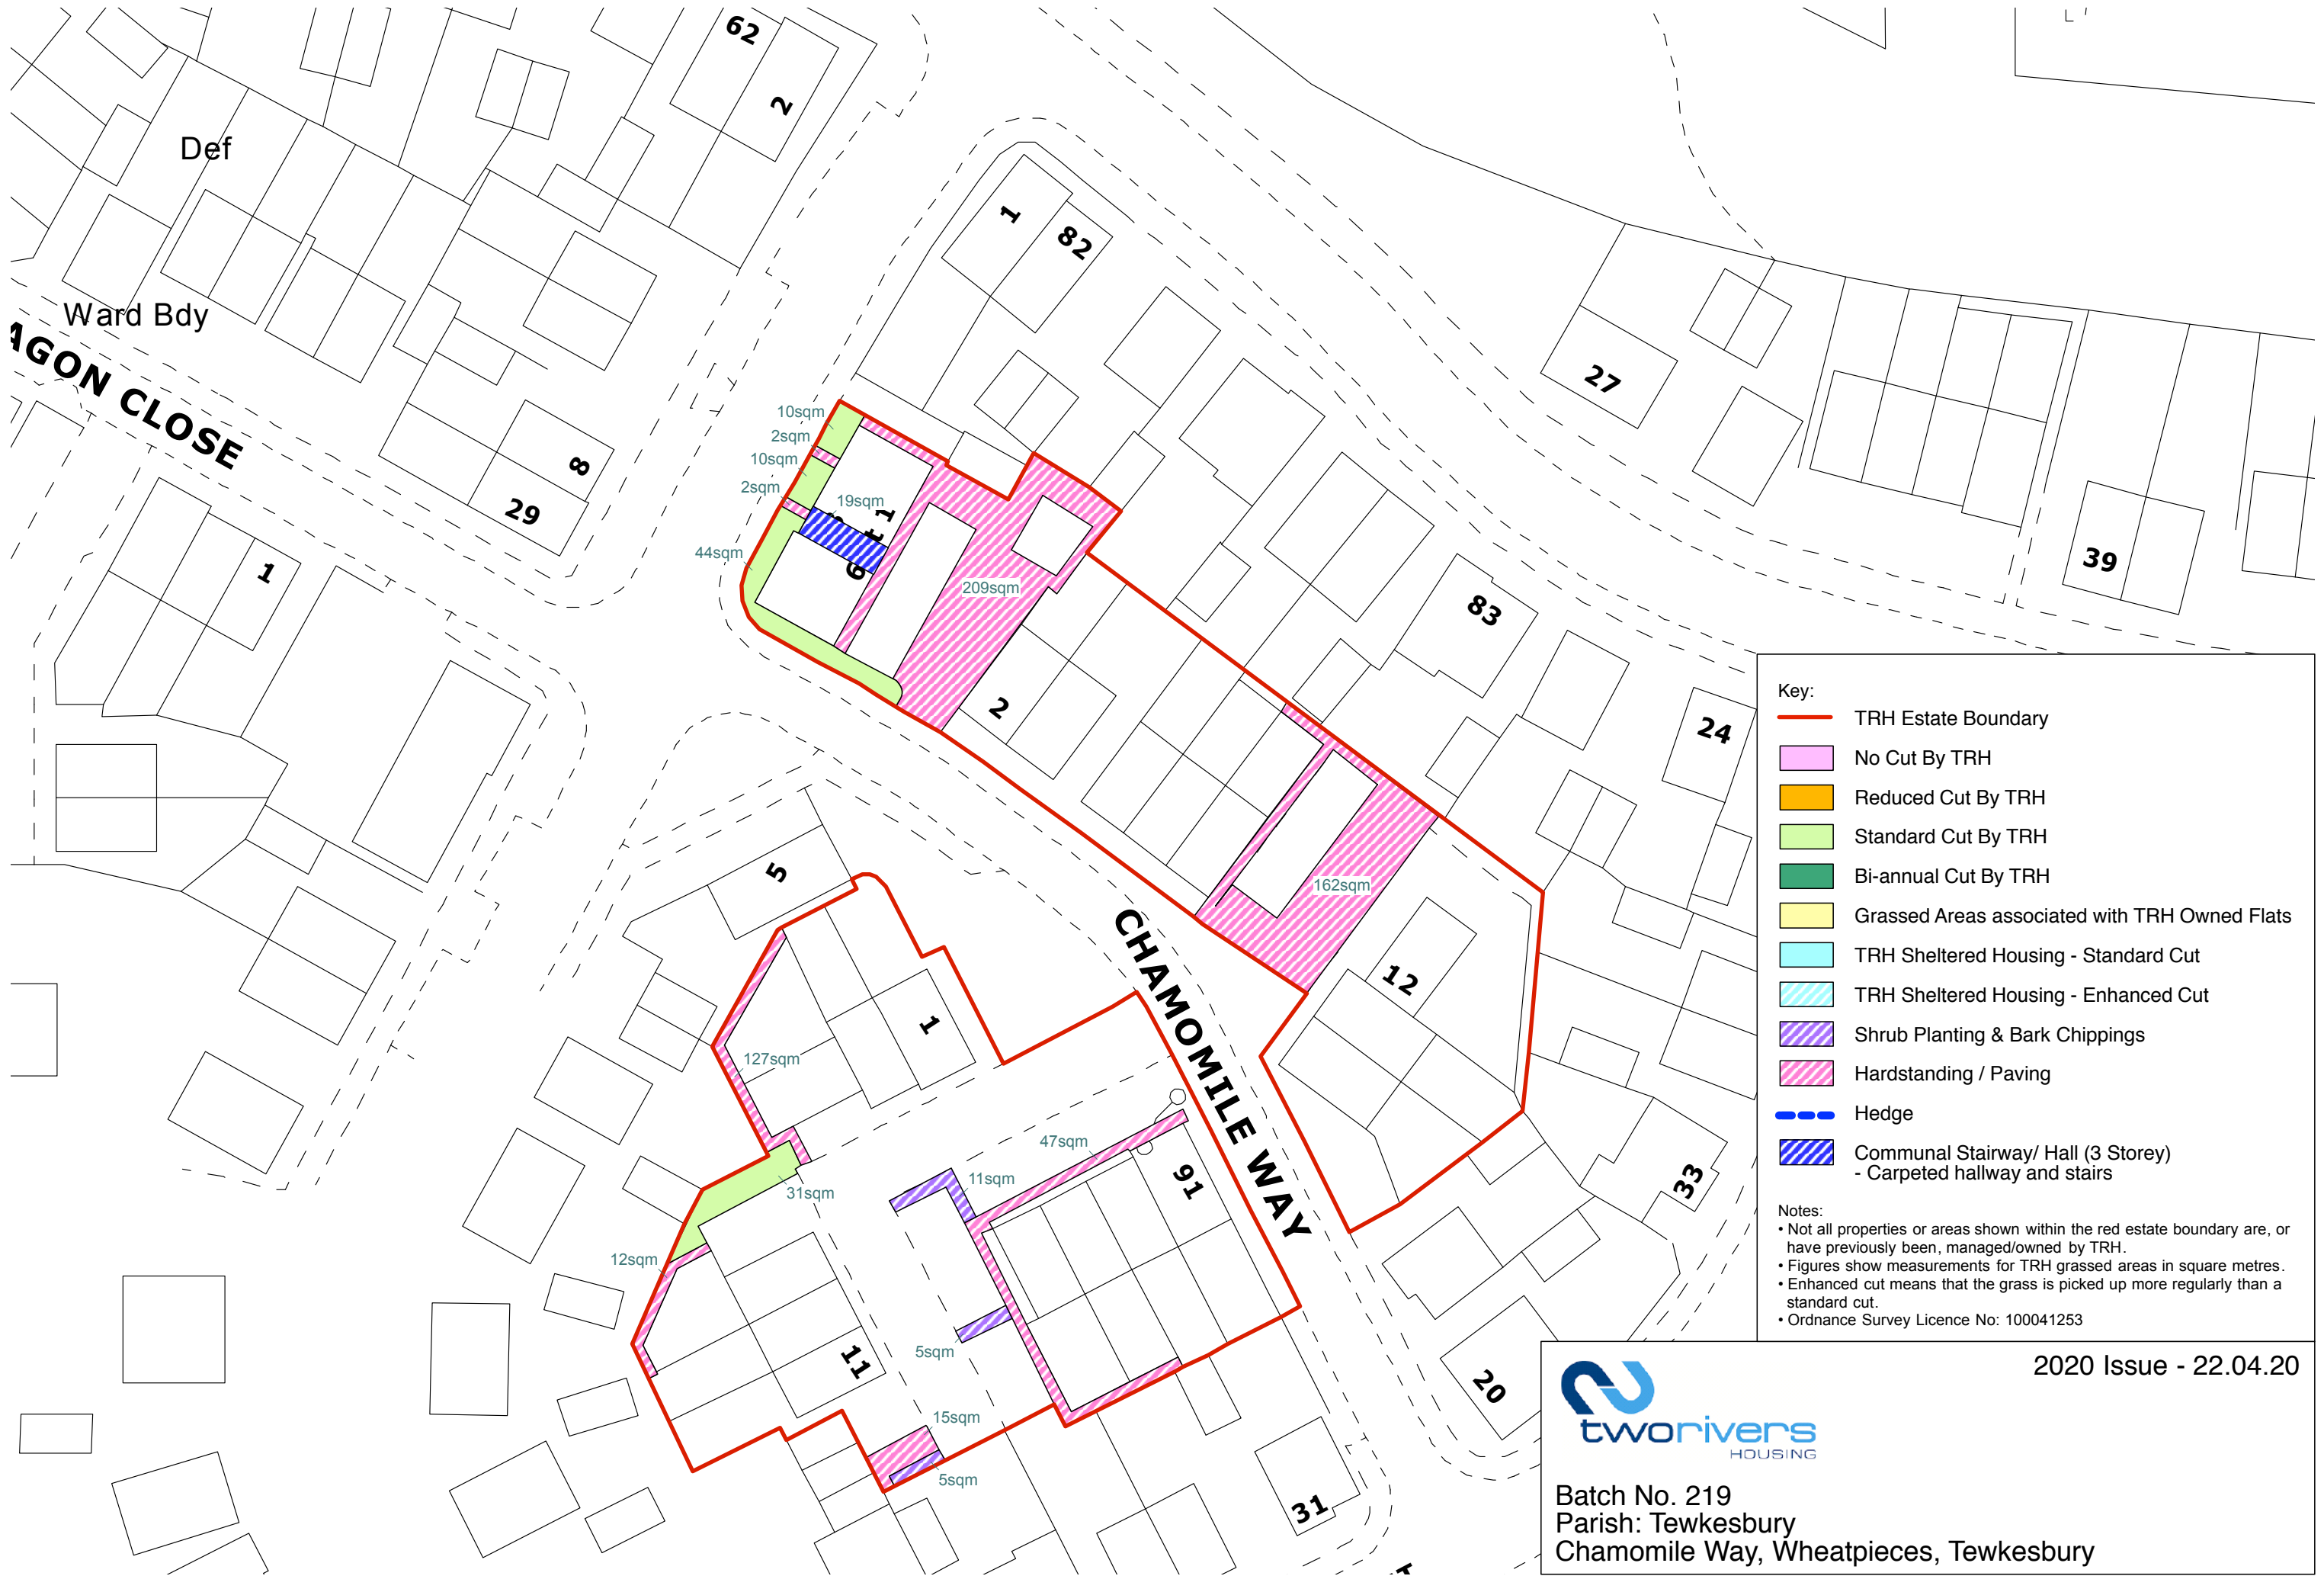 62
2
Def
1
82
Ward Bdy
AGON CLOSE
27
10sqm
2sqm
10sqm
2sqm
19sqm
1
11
6
44sqm
209sqm
8
29
1
39
83
2
24
5
162sqm
12
CHAMOMILE WAY
1
127sqm
47sqm
91
31sqm
11sqm
12sqm
5sqm
11
33
15sqm
5sqm
20
31
Key:
TRH Estate Boundary
No Cut By TRH
Reduced Cut By TRH
Standard Cut By TRH
Bi-annual Cut By TRH
Grassed Areas associated with TRH Owned Flats
TRH Sheltered Housing - Standard Cut
TRH Sheltered Housing - Enhanced Cut
Shrub Planting & Bark Chippings
Hardstanding / Paving
Hedge
Communal Stairway/ Hall (3 Storey)
- Carpeted hallway and stairs
Notes:
• Not all properties or areas shown within the red estate boundary are, or
have previously been, managed/owned by TRH.
• Figures show measurements for TRH grassed areas in square metres.
• Enhanced cut means that the grass is picked up more regularly than a
standard cut.
• Ordnance Survey Licence No: 100041253
2020 Issue - 22.04.20
tworivers
HOUSING
Batch No. 219
Parish: Tewkesbury
Chamomile Way, Wheatpieces, Tewkesbury